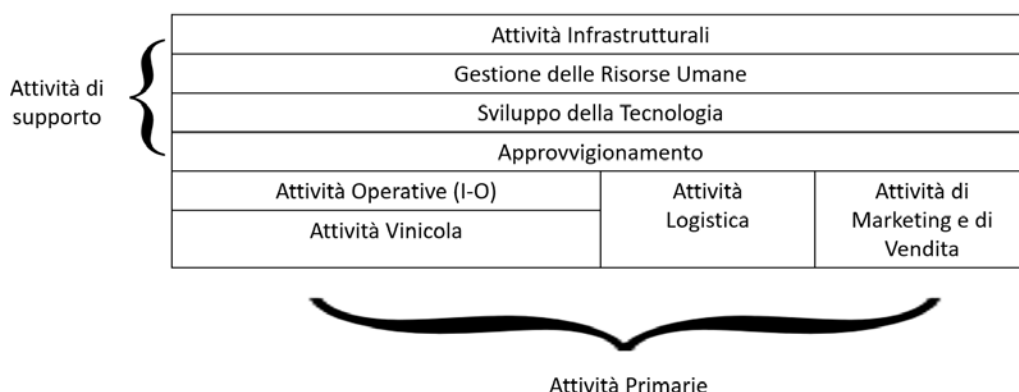 Attività Infrastrutturali
Gestione delle Risorse Umane
Attività di
supporto
Sviluppo della Tecnologia
Approvvigionamento
Attività Operative (I-O)
Attività Vinicola
Attività
Logistica
Attività di
Marketing e di
Vendita
Attività Primarie